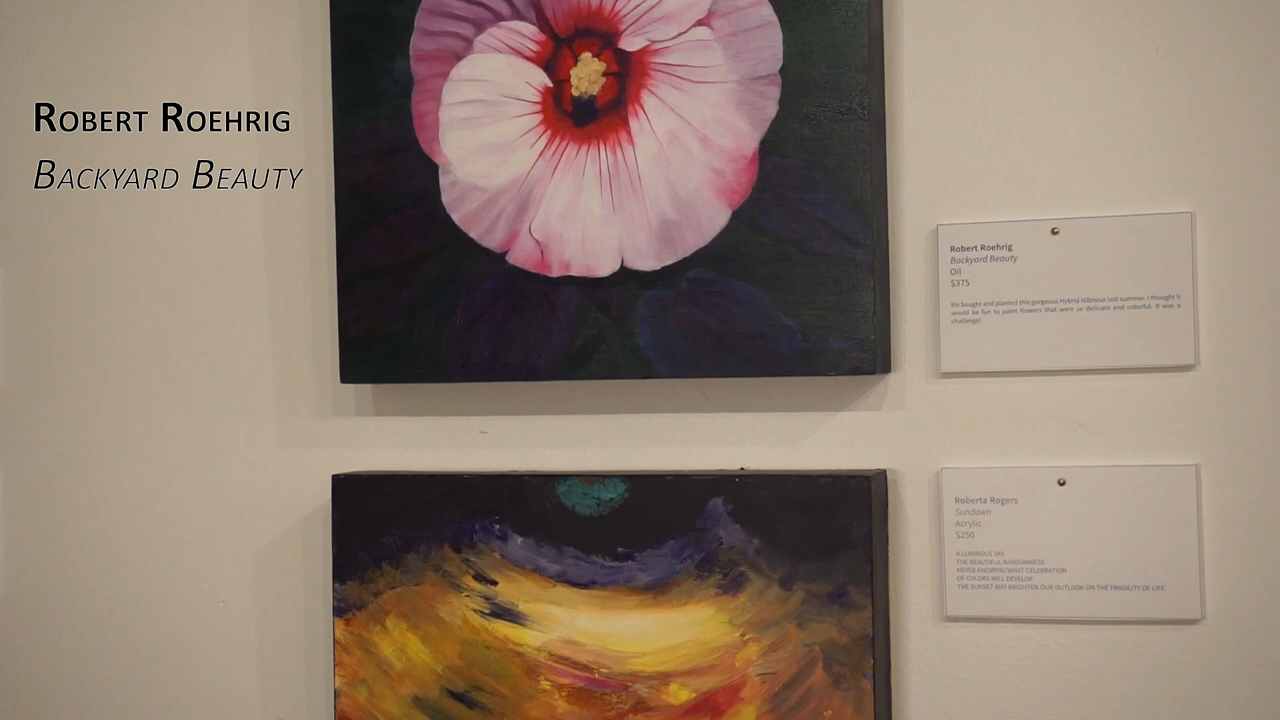 Robert Roehrig
Backyard Beauty
Robert Roehrig
Backyard Beauty
Oil
$375
We bought and planted this gorgeous Hybrid Hibiscus last summer. I thought it
would be fun to paint flowers that were so delicate and colorful. It was a
challenge!
Roberta Rogers
Sundown
Acrylic
$250
A LUMINOUS SKY
THE BEAUTIFUL RANDOMNESS
NEVER KNOWING WHAT CELEBRATION
OF COLORS WILL DEVELOP
THE SUNSET MAY BRIGHTEN OUR OUTLOOK ON THE FRAGILITY OF LIFE.